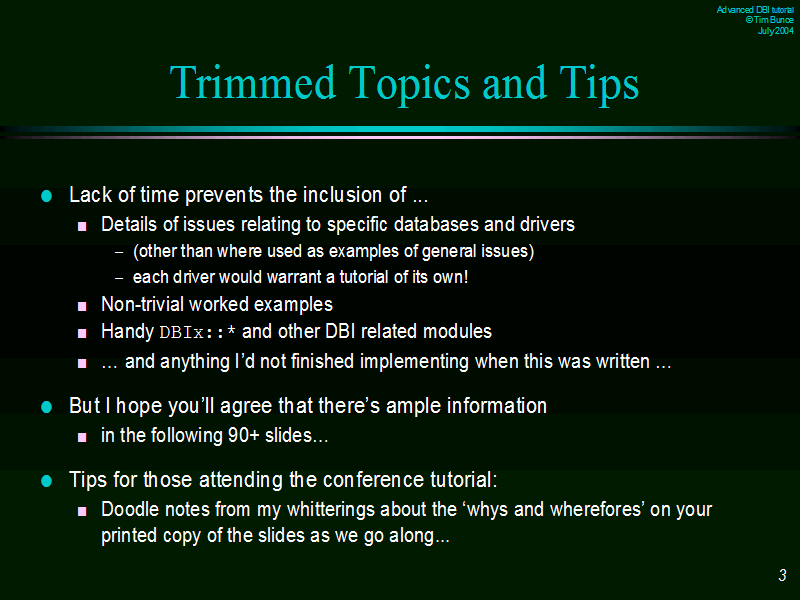 Advanced DBI tutorial
© Tim Bunce
July 2004
Trimmed Topics and Tips
Lack of time prevents the inclusion of ...
Details of issues relating to specific databases and drivers
– (other than where used as examples of general issues)
– each driver would warrant a tutorial of its own!
Non-trivial worked examples
Handy DBIx::* and other DBI related modules
... and anything I’d not finished implementing when this was written ...
But I hope you’ll agree that there’s ample information
in the following 90+ slides...
Tips for those attending the conference tutorial:
Doodle notes from my whitterings about the ‘whys and wherefores’ on your
printed copy of the slides as we go along...
3